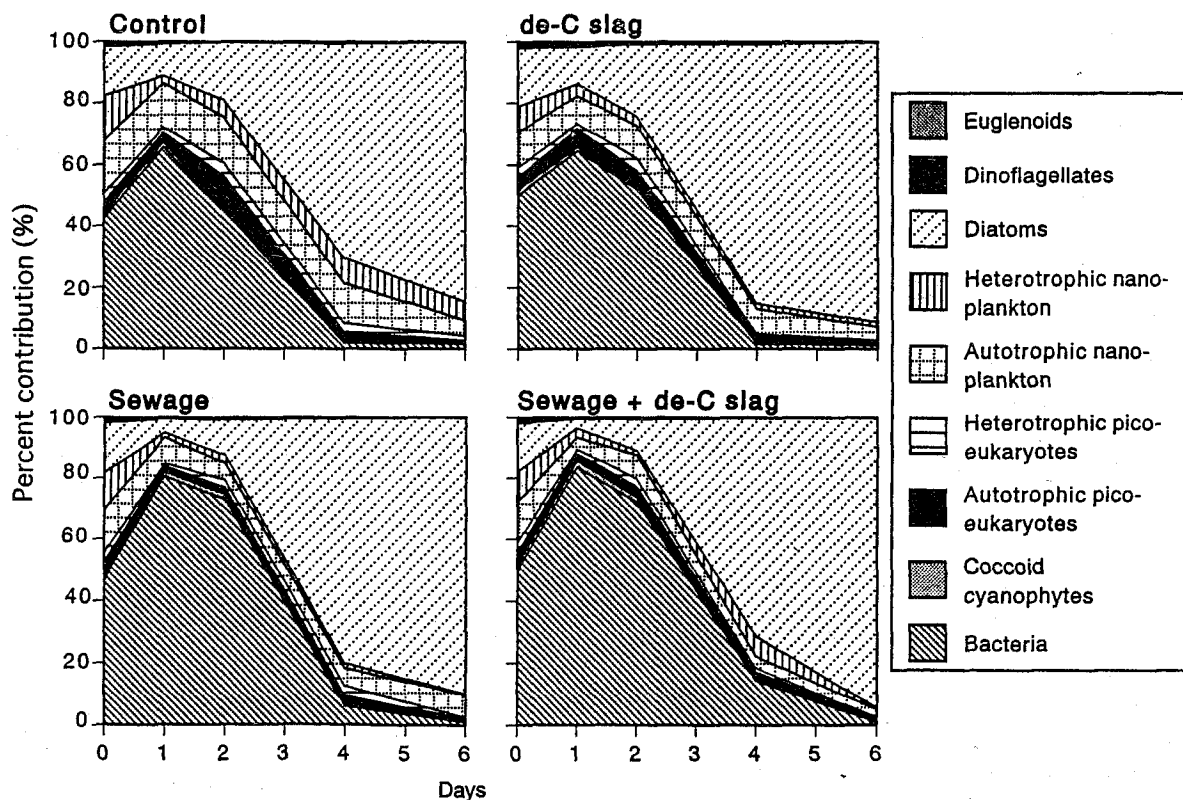 Control
de-C slag
100
80
60
40
20
0
Sewage
Sewage + de-C slag
100
80
60
40
20
0
0 1 2 3 4 5 6
0 1 2 3 4 5 6
Percent contribution (%)
Days
Euglenoids
Dinoflagellates
Diatoms
Heterotrophic nano-
plankton
Autotrophic nano-
plankton
Heterotrophic pico-
eukaryotes
Autotrophic pico-
eukaryotes
Coccoid
cyanophytes
Bacteria